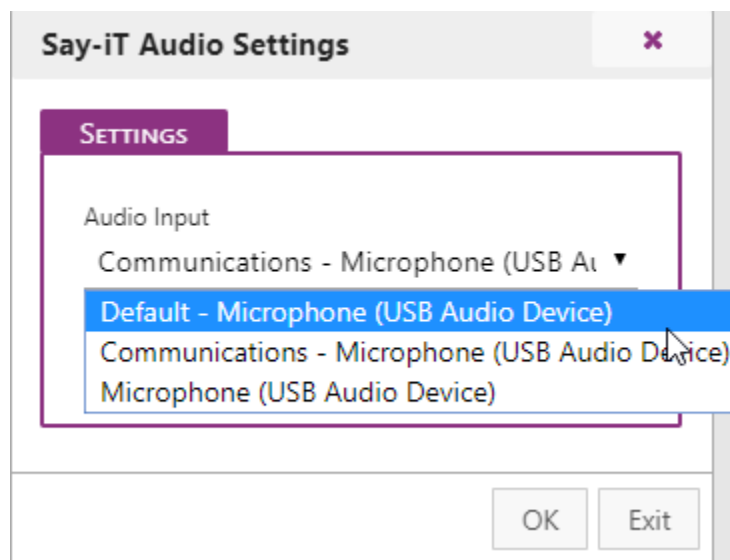 Say-iT Audio Settings
SETTINGS
Audio Input
Communications - Microphone (USB Au
Default - Microphone (USB Audio Device)
Communications - Microphone (USB Audio Device)
Microphone (USB Audio Device)
OK Exit